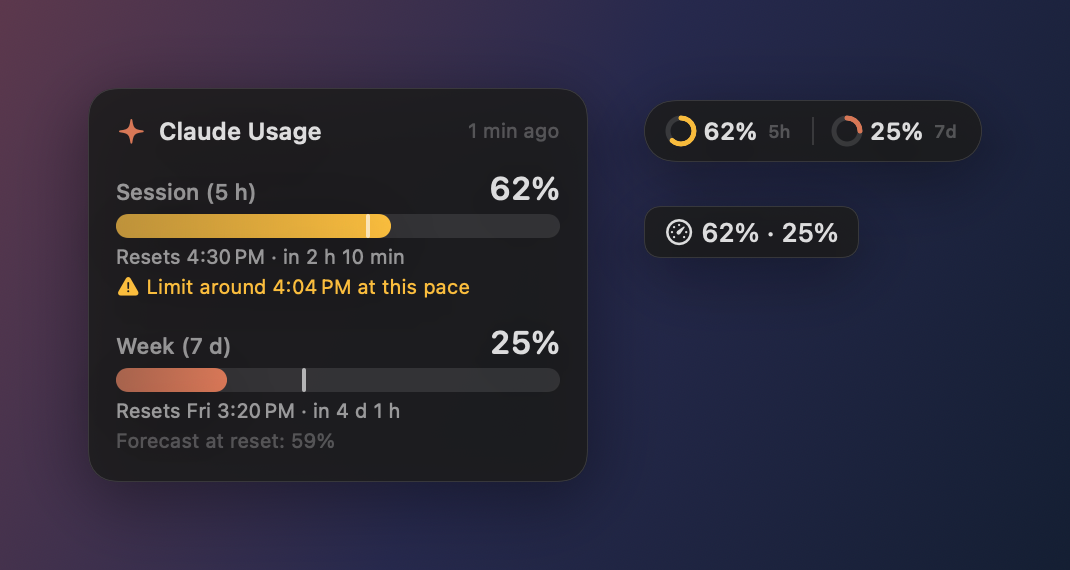 Claude Usage 1 min ago
Session (5 h) 62%
Resets 4:30 PM · in 2 h 10 min
Limit around 4:04 PM at this pace
Week (7 d) 25%
Resets Fri 3:20 PM · in 4 d 1 h
Forecast at reset: 59%
62% 5h 25% 7d
62% · 25%